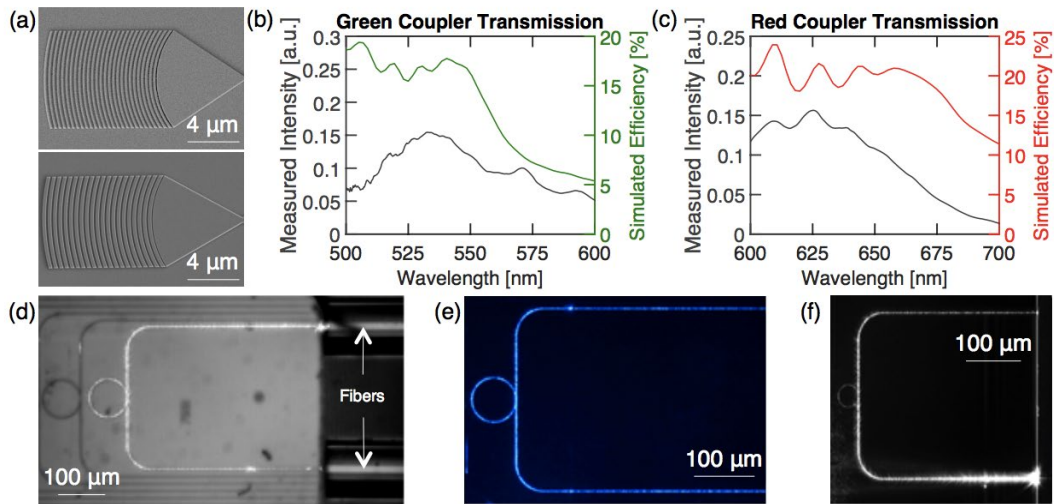 (a)
4 μm
4 μm
(b)
Green Coupler Transmission
Measured Intensity [a.u.]
0.3
0.25
0.2
0.15
0.1
0.05
0
20
15
10
5
0
Simulated Efficiency [%]
500 525 550 575 600
Wavelength [nm]
(c)
Red Coupler Transmission
Measured Intensity [a.u.]
0.25
0.2
0.15
0.1
0.05
0
25
20
15
10
5
0
Simulated Efficiency [%]
600 625 650 675 700
Wavelength [nm]
(d)
Fibers
100 μm
(e)
100 μm
(f)
100 μm